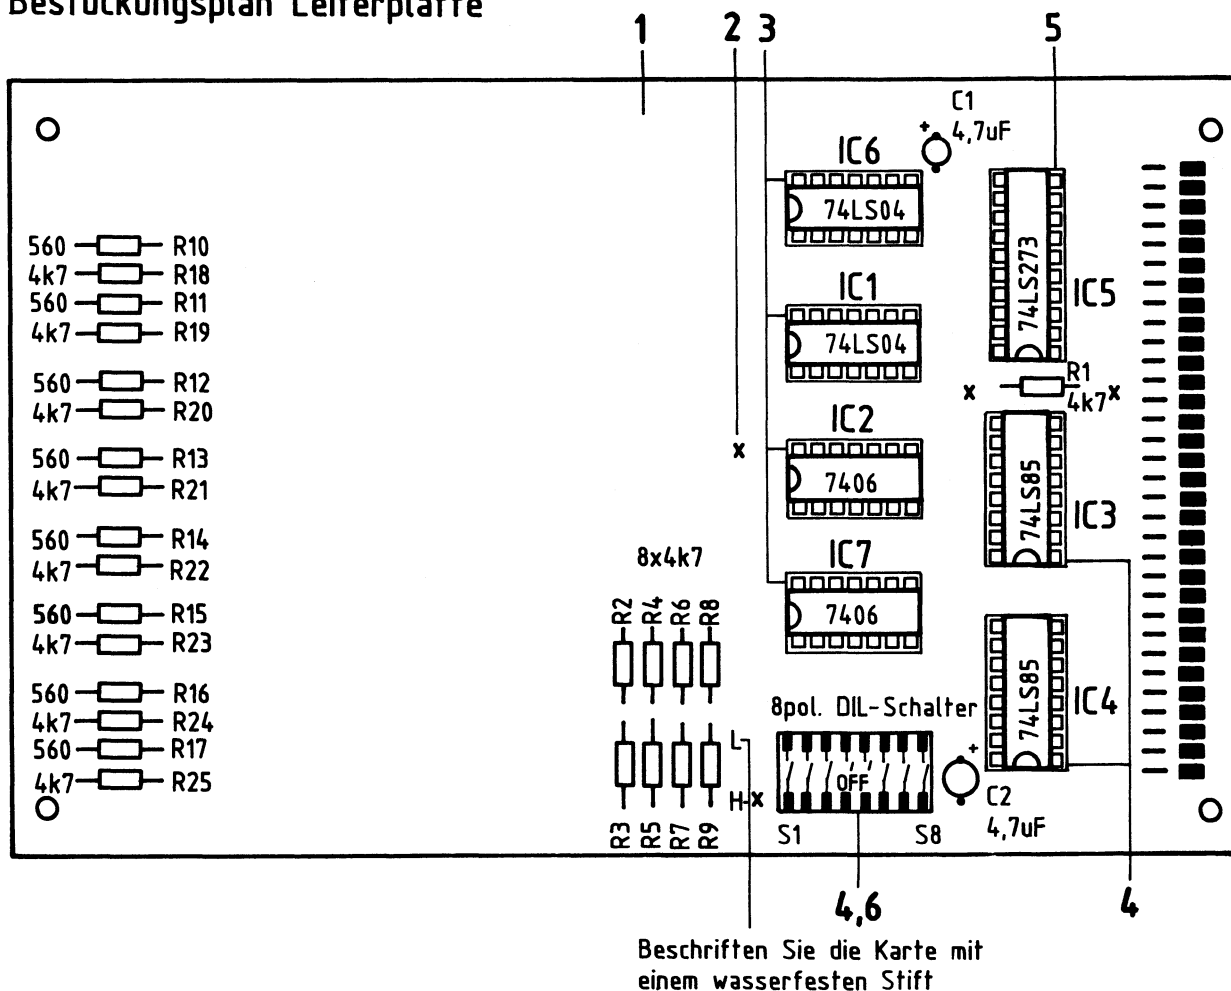 Bestückungsplan Leiterplatte
1 2 3 5
C1
+ 4,7uF
IC6
74LS04
IC1
74LS04
IC2
7406
IC7
7406
74LS273
IC5
R1
x 4k7 x
x
74LS85
IC3
74LS85
IC4
560 R10
4k7 R18
560 R11
4k7 R19
560 R12
4k7 R20
560 R13
4k7 R21
560 R14
4k7 R22
560 R15
4k7 R23
560 R16
4k7 R24
560 R17
4k7 R25
8x4k7
R2 R4 R6 R8
R3 R5 R7 R9
8pol. DIL-Schalter
L
OFF
H-x
S1 S8
+
C2
4,7uF
4,6
4
Beschriften Sie die Karte mit
einem wasserfesten Stift